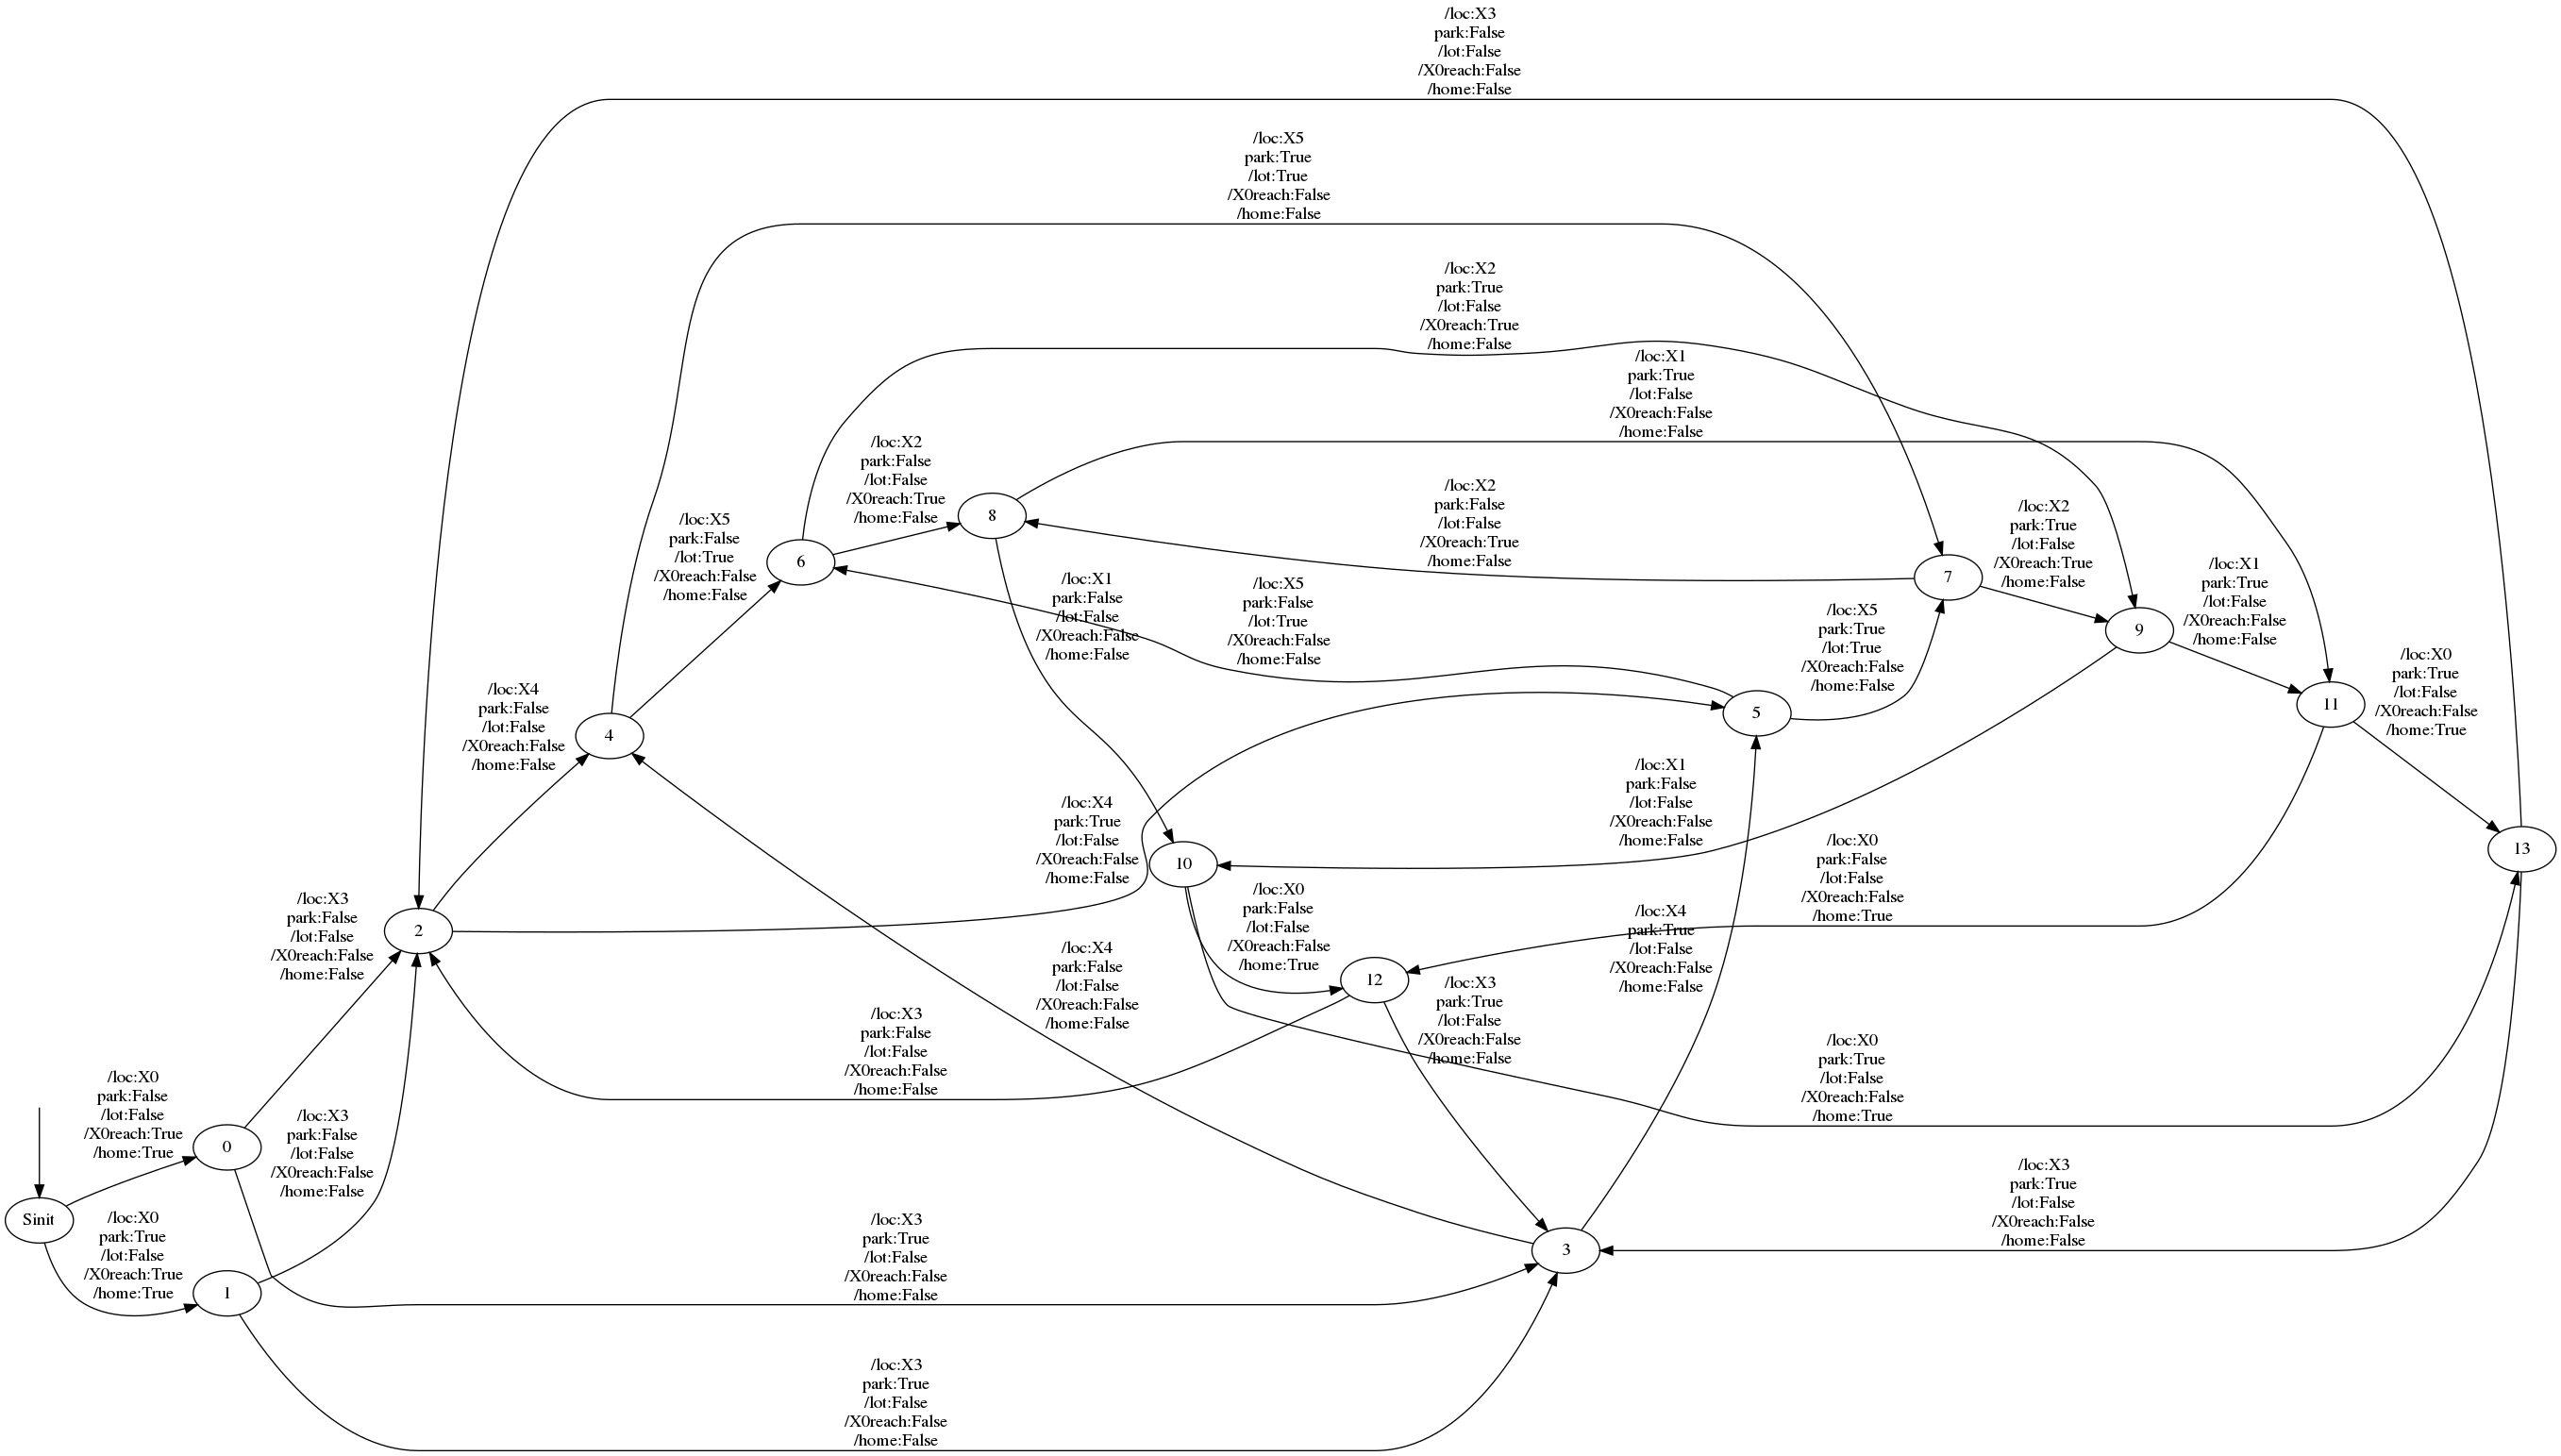 /loc:X3
park:False
/lot:False
/X0reach:False
/home:False
/loc:X5
park:True
/lot:True
/X0reach:False
/home:False
/loc:X2
park:True
/lot:False
/X0reach:True
/home:False
/loc:X1
park:True
/lot:False
/X0reach:False
/home:False
/loc:X2
park:False
/lot:False
/X0reach:True
/home:False
8
/loc:X2
park:False
/lot:False
/X0reach:True
/home:False
/loc:X2
park:True
/lot:False
/X0reach:True
/home:False
/loc:X5
park:False
/lot:True
/X0reach:False
/home:False
6
7
/loc:X1
park:True
/lot:False
/X0reach:False
/home:False
/loc:X1
park:False
/lot:False
/X0reach:False
/home:False
/loc:X5
park:False
/lot:True
/X0reach:False
/home:False
/loc:X5
park:True
/lot:True
/X0reach:False
/home:False
9
/loc:X0
park:True
/lot:False
/X0reach:False
/home:True
/loc:X4
park:False
/lot:False
/X0reach:False
/home:False
4
5
11
/loc:X4
park:True
/lot:False
/X0reach:False
/home:False
10
/loc:X1
park:False
/lot:False
/X0reach:False
/home:False
/loc:X0
park:False
/lot:False
/X0reach:False
/home:True
13
/loc:X3
park:False
/lot:False
/X0reach:False
/home:False
2
/loc:X0
park:False
/lot:False
/X0reach:False
/home:True
12
/loc:X4
park:True
/lot:False
/X0reach:False
/home:False
/loc:X4
park:False
/lot:False
/X0reach:False
/home:False
/loc:X3
park:True
/lot:False
/X0reach:False
/home:False
/loc:X3
park:False
/lot:False
/X0reach:False
/home:False
/loc:X0
park:True
/lot:False
/X0reach:False
/home:True
/loc:X0
park:False
/lot:False
/X0reach:True
/home:True
0
/loc:X3
park:False
/lot:False
/X0reach:False
/home:False
Sinit
/loc:X0
park:True
/lot:False
/X0reach:True
/home:True
1
/loc:X3
park:True
/lot:False
/X0reach:False
/home:False
3
/loc:X3
park:True
/lot:False
/X0reach:False
/home:False
/loc:X3
park:True
/lot:False
/X0reach:False
/home:False